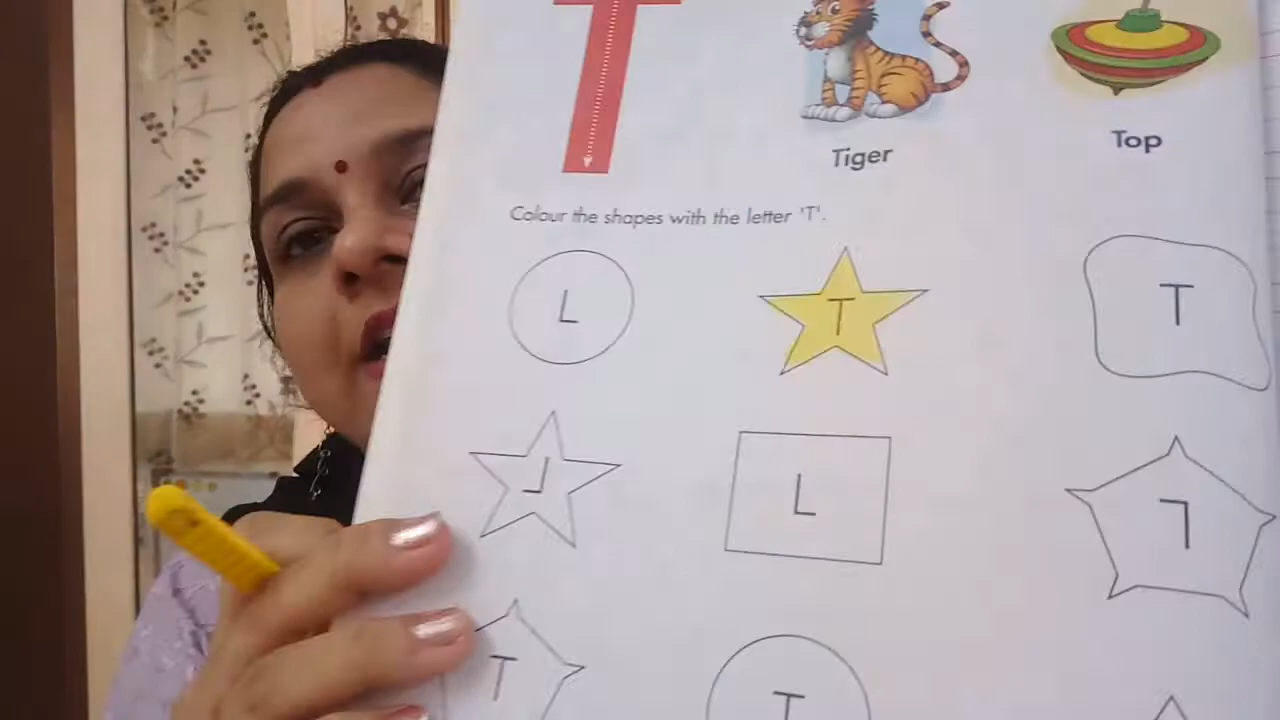 T
Tiger
Top
Colour the shapes with the letter 'T'.
L T T
L
T T